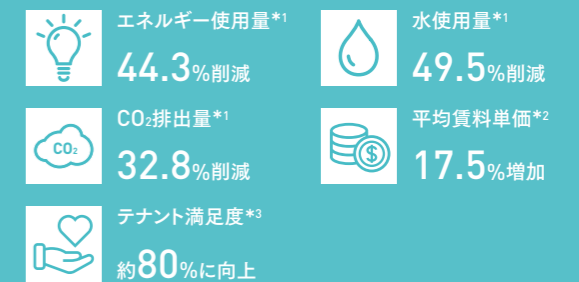 エネルギー使用量*1
44.3%削減
水使用量*1
49.5%削減
CO₂排出量*1
32.8%削減
CO₂
平均賃料単価*2
17.5%増加
$
テナント満足度*3
約80%に向上